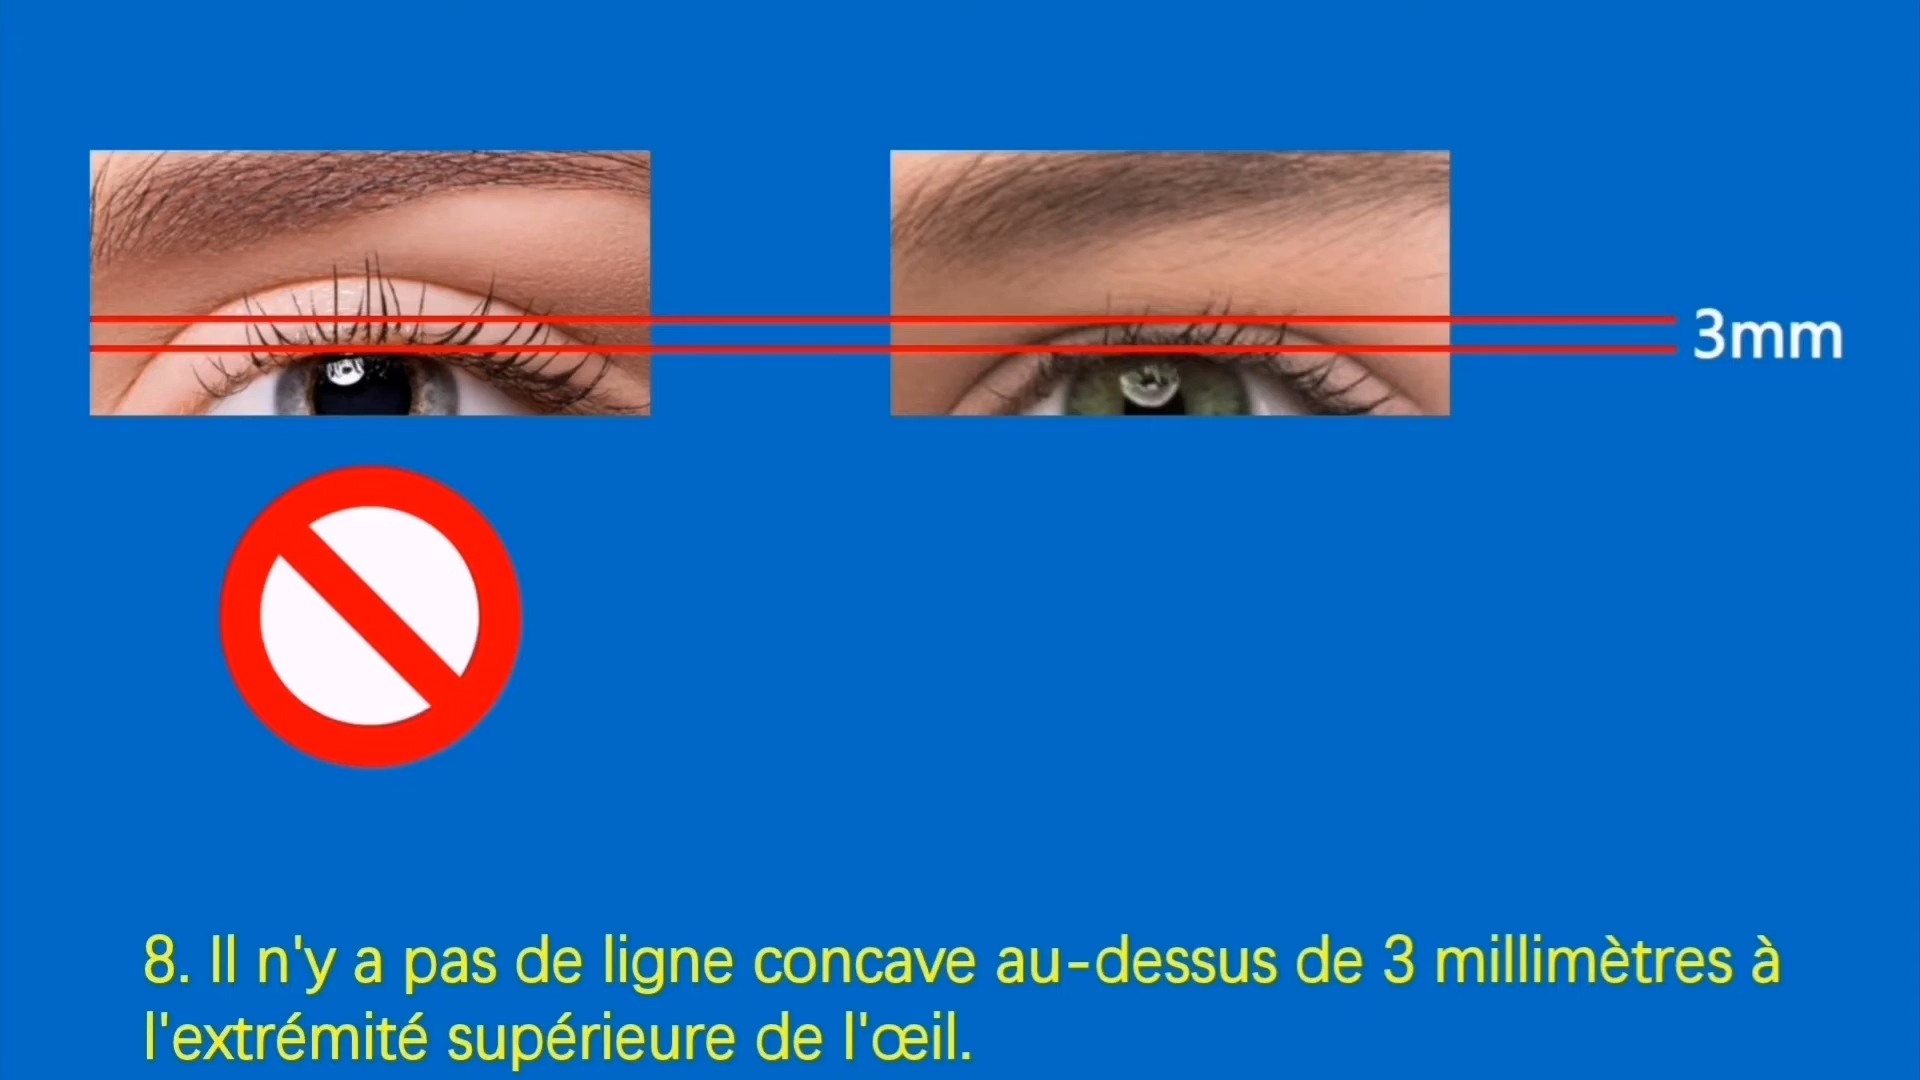 3mm
8. Il n'y a pas de ligne concave au-dessus de 3 millimètres à
l'extrémité supérieure de l'œil.